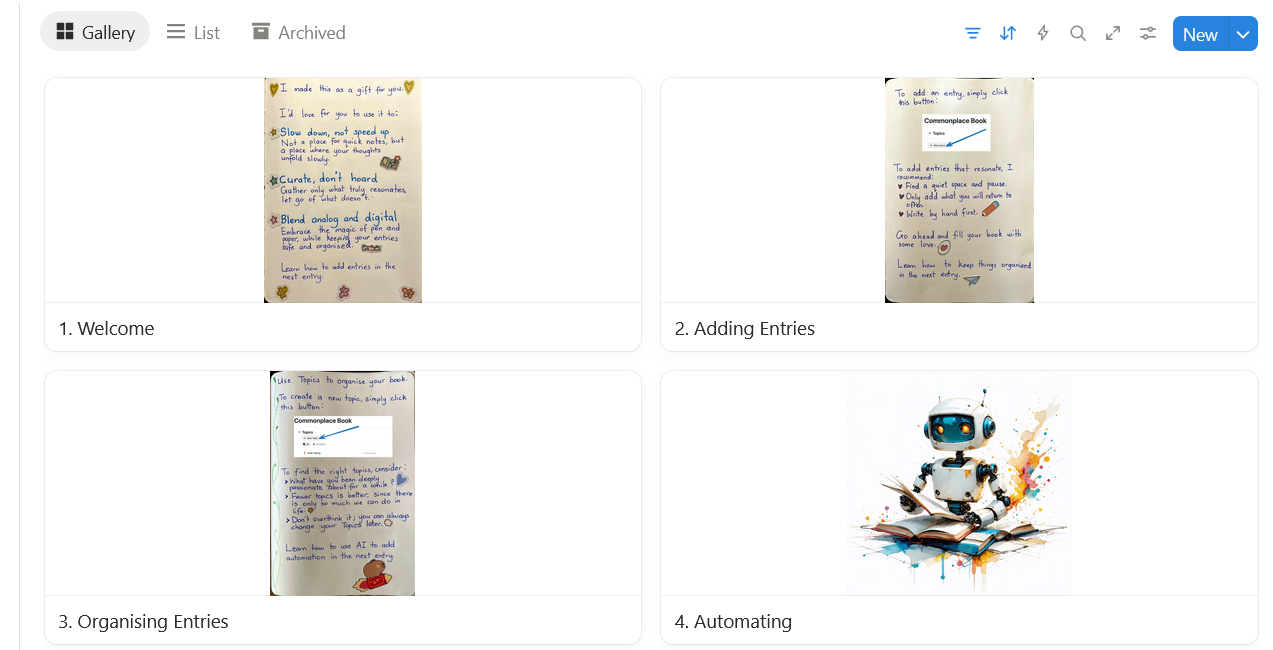 Gallery
List
Archived
New
I made this as a gift for you.
I'd love for you to use it to:
Slow down, not speed up
Not a place for quick notes, but
a place where your thoughts
unfold slowly.
Curate, don't hoard
Gather only what truly resonates,
let go of what doesn't.
Blend analog and digital
Embrace the magic of pen and
paper, while keeping your entries
safe and organised.
Learn how to add entries in the
next entry.
1. Welcome
To add an entry, simply click
this button:
Commonplace Book
Topics
New Entry
To add entries that resonate, I
recommend:
Find a quiet space and pause.
Only add what you will return to
often.
Write by hand first.
Go ahead and fill your book with
some love.
Learn how to keep things organised
in the next entry.
2. Adding Entries
Use Topics to organise your book.
To create a new topic, simply click
this button:
Commonplace Book
Topics
New Topic
To find the right topics, consider:
What have you been deeply
passionate about for a while?
Fewer topics is better, since there
is only so much we can do in
life.
Don't overthink it; you can always
change your Topics later.
Learn how to use AI to add
automation in the next entry.
3. Organising Entries
4. Automating